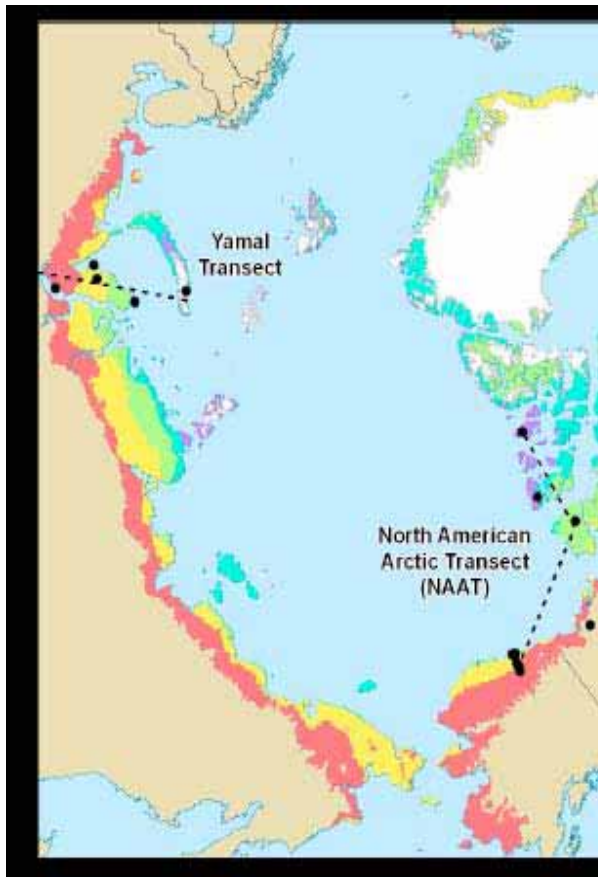 Yamal
Transect
North American
Arctic Transect
(NAAT)